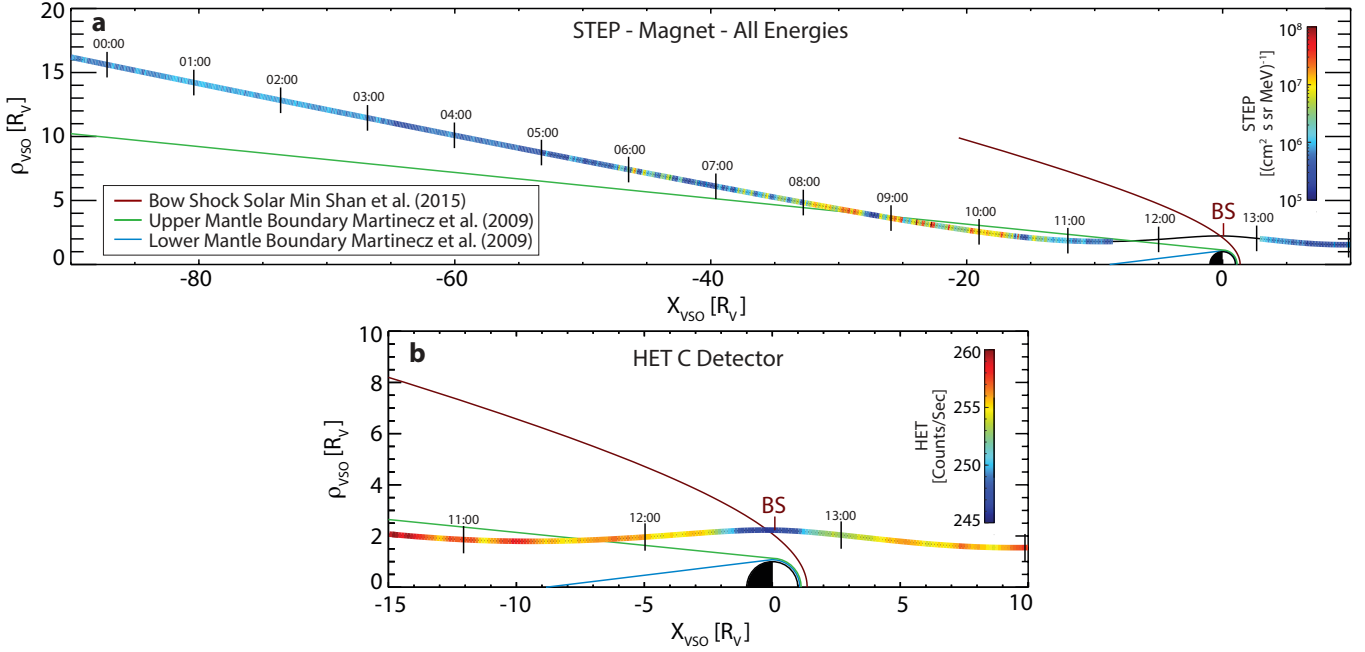 a
STEP - Magnet - All Energies
20
15
10
5
0
ρVSO [RV]
00:00
01:00
02:00
03:00
04:00
05:00
06:00
07:00
08:00
09:00
10:00
11:00
12:00
13:00
BS
10⁸
10⁷
10⁶
10⁵
STEP
[(cm² s sr MeV)⁻¹]
Bow Shock Solar Min Shan et al. (2015)
Upper Mantle Boundary Martinecz et al. (2009)
Lower Mantle Boundary Martinecz et al. (2009)
-80
-60
-40
-20
0
XVSO [RV]
b
HET C Detector
10
8
6
4
2
0
ρVSO [RV]
11:00
12:00
BS
13:00
260
255
250
245
HET
[Counts/Sec]
-15
-10
-5
0
5
10
XVSO [RV]